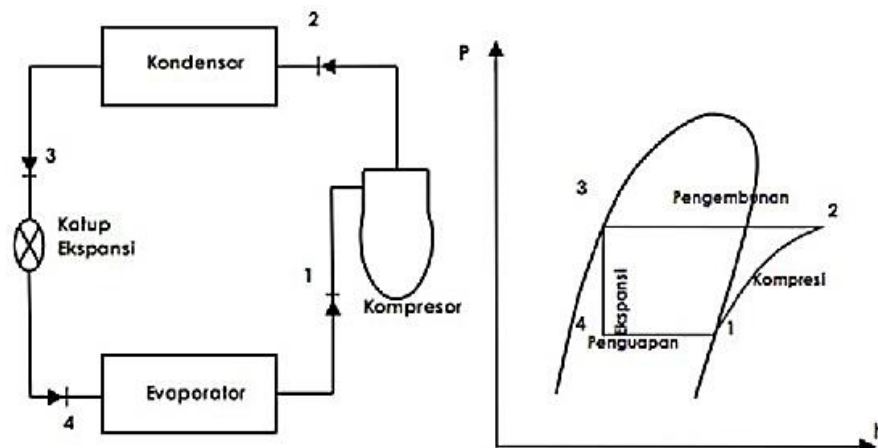 2
Kondensor
3
Katup
Ekspansi
1
Kompresor
Evaporator
4
P
3
Pengembunan
2
Kompresi
Ekspansi
4
1
Penguapan
h